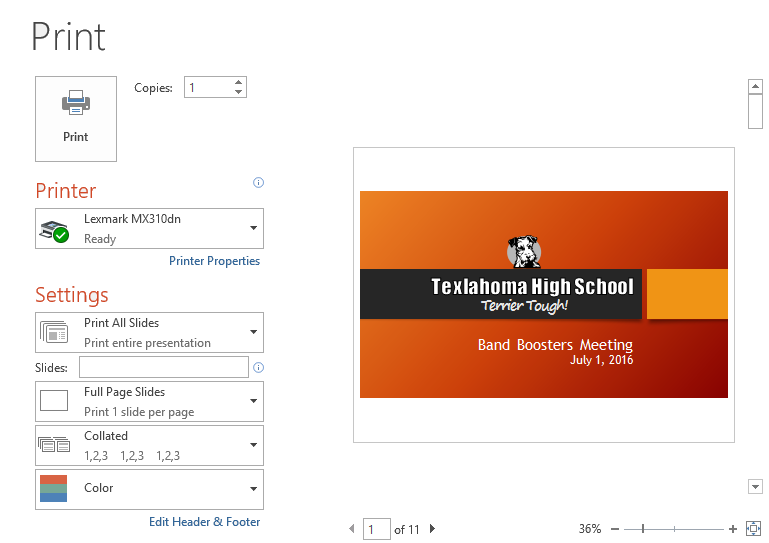 Print
Copies: 1
Print
Printer
Lexmark MX310dn
Ready
Printer Properties
Settings
Print All Slides
Print entire presentation
Slides:
Full Page Slides
Print 1 slide per page
Collated
1,2,3 1,2,3 1,2,3
Color
Edit Header & Footer
Texlahoma High School
Terrier Tough!
Band Boosters Meeting
July 1, 2016
1 of 11
36%